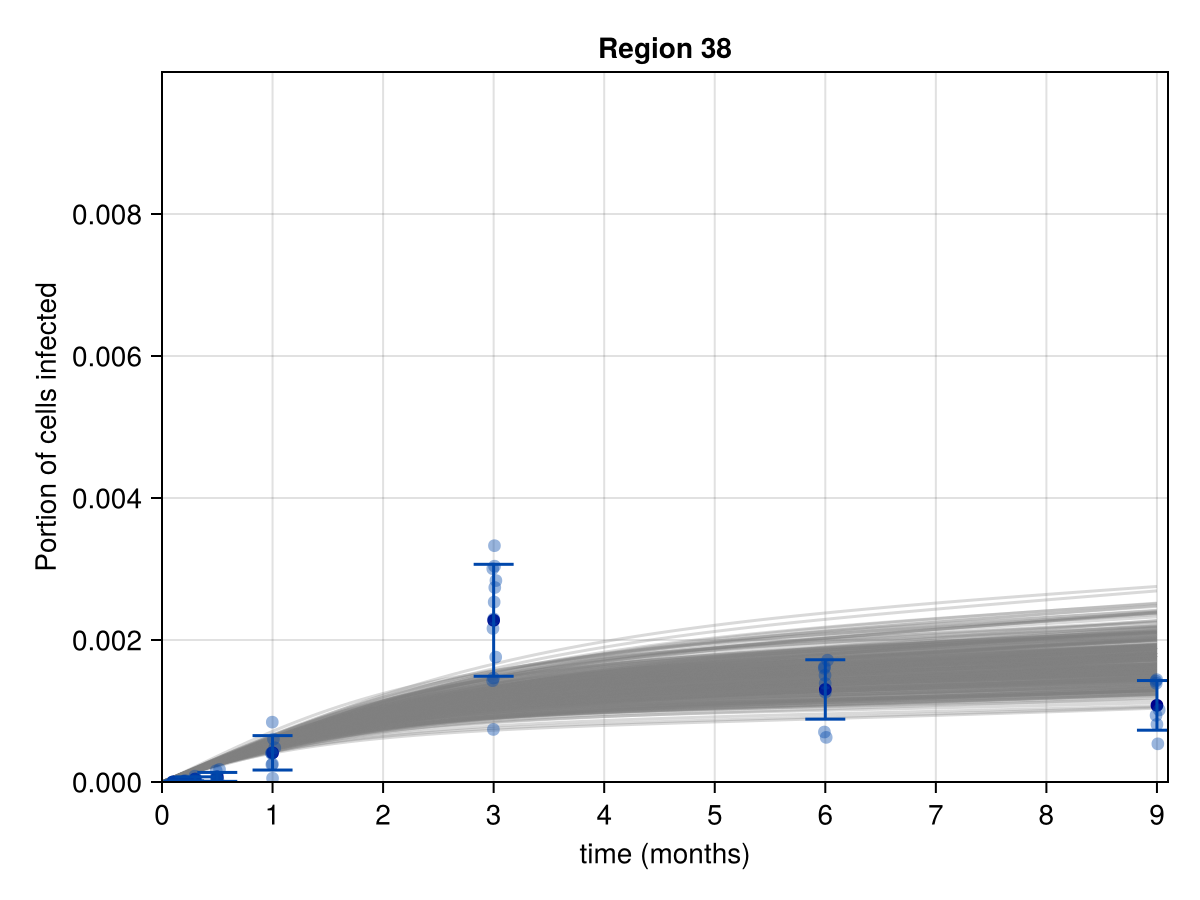 Region 38
Portion of cells infected
0.008
0.006
0.004
0.002
0.000
0 1 2 3 4 5 6 7 8 9
time (months)